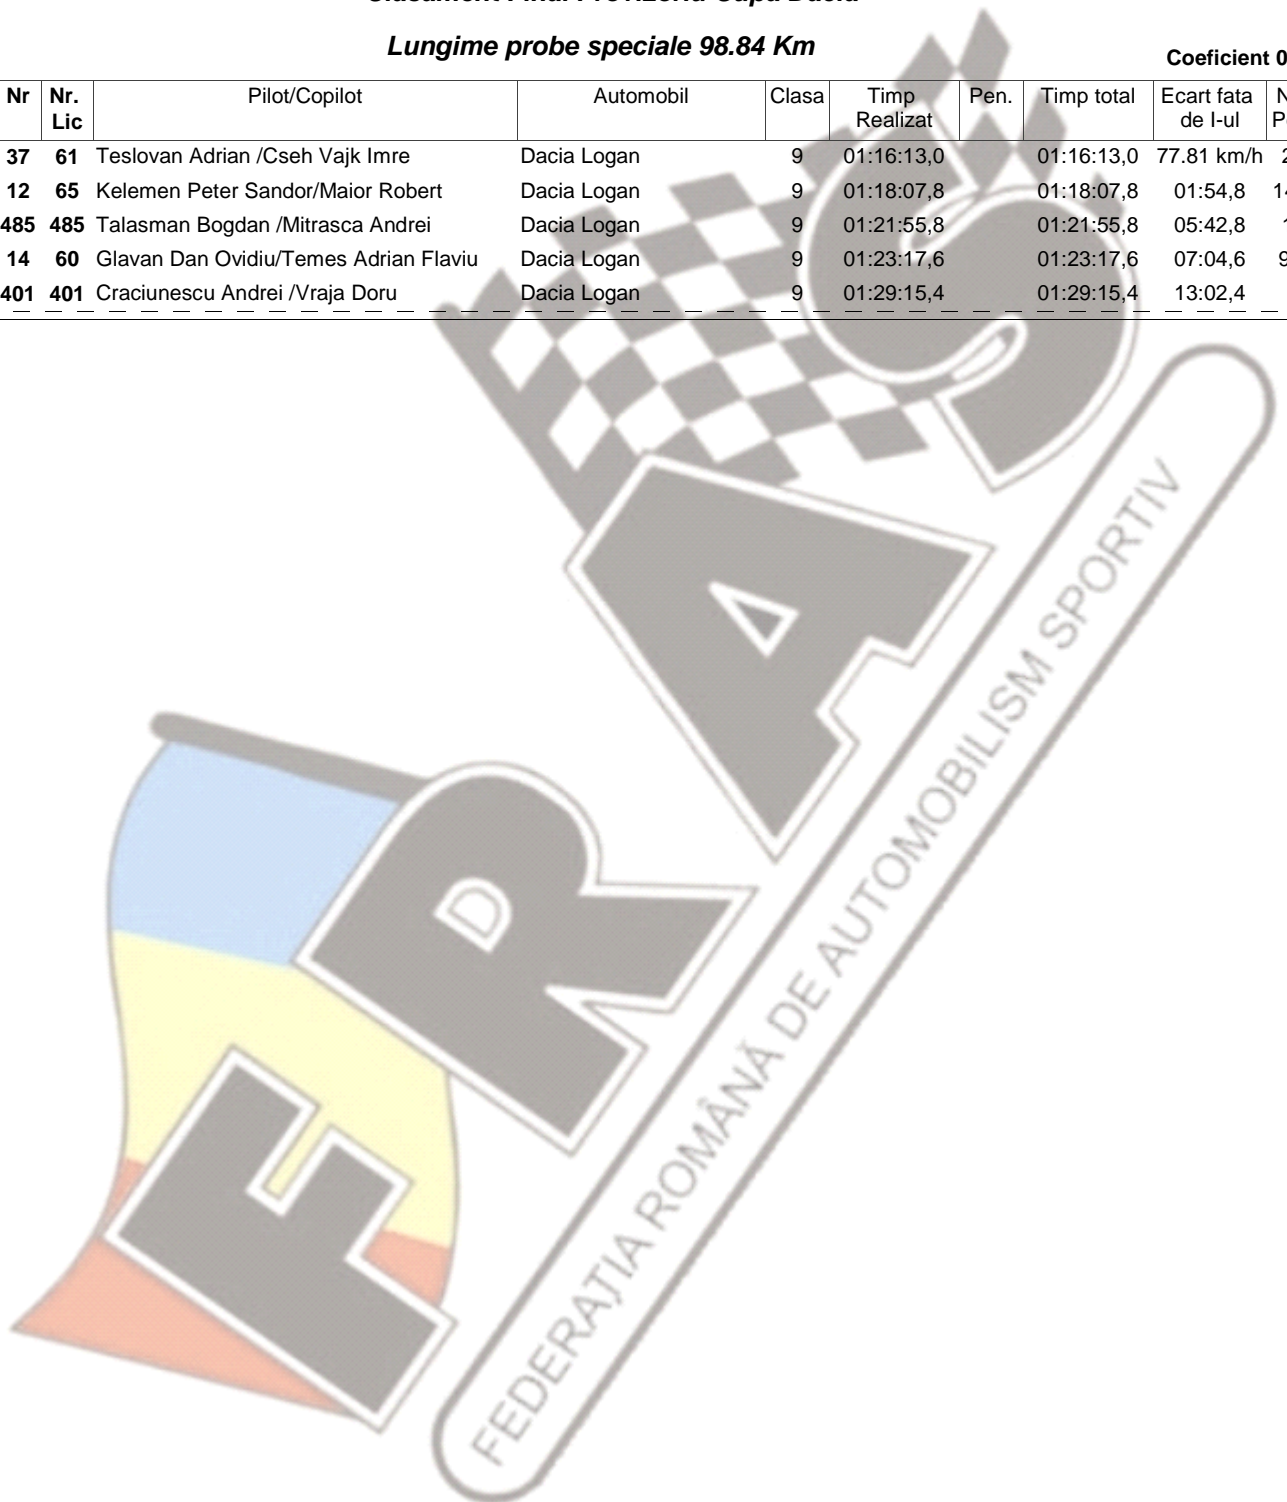 Lungime probe speciale 98.84 Km
Coeficient 0
Nr Nr. Lic Pilot/Copilot Automobil Clasa Timp Realizat Pen. Timp total Ecart fata de I-ul
37 61 Teslovan Adrian /Cseh Vajk Imre Dacia Logan 9 01:16:13,0 01:16:13,0 77.81 km/h
12 65 Kelemen Peter Sandor/Maior Robert Dacia Logan 9 01:18:07,8 01:18:07,8 01:54,8
485 485 Talasman Bogdan /Mitrasca Andrei Dacia Logan 9 01:21:55,8 01:21:55,8 05:42,8
14 60 Glavan Dan Ovidiu/Temes Adrian Flaviu Dacia Logan 9 01:23:17,6 01:23:17,6 07:04,6
401 401 Craciunescu Andrei /Vraja Doru Dacia Logan 9 01:29:15,4 01:29:15,4 13:02,4
FRAS
FEDERAȚIA ROMÂNĂ DE AUTOMOBILISM SPORTIV